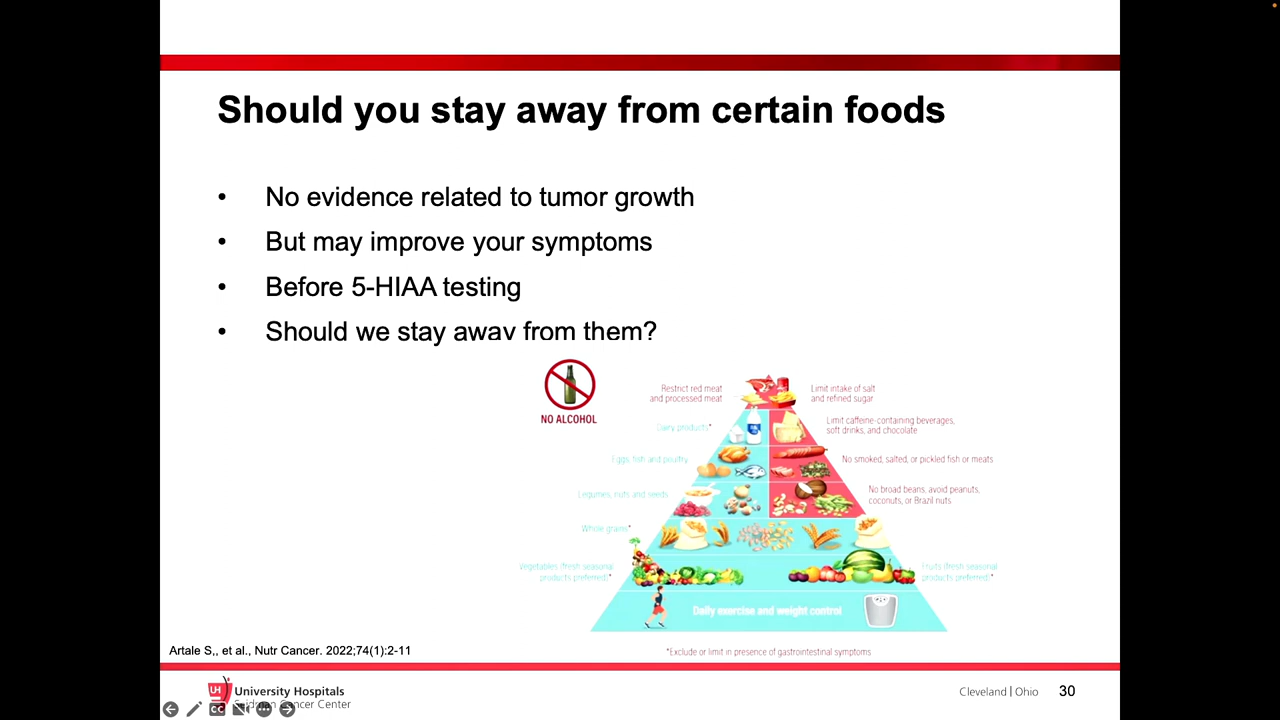 Should you stay away from certain foods
• No evidence related to tumor growth
• But may improve your symptoms
• Before 5-HIAA testing
• Should we stay away from them?
NO ALCOHOL
Restrict red meat
and processed meat
Limit intake of salt
and refined sugar
Dairy products*
Limit caffeine-containing beverages,
soft drinks, and chocolate
Eggs, fish and poultry
No smoked, salted, or pickled fish or meats
Legumes, nuts and seeds
No broad beans, avoid peanuts,
coconuts, or Brazil nuts
Whole grains*
Vegetables (fresh seasonal
products preferred)*
Fruits (fresh seasonal
products preferred)*
Daily exercise and weight control
*Exclude or limit in presence of gastrointestinal symptoms
Artale S,, et al., Nutr Cancer. 2022;74(1):2-11
UH
University Hospitals
Seidman Cancer Center
Cleveland | Ohio
30